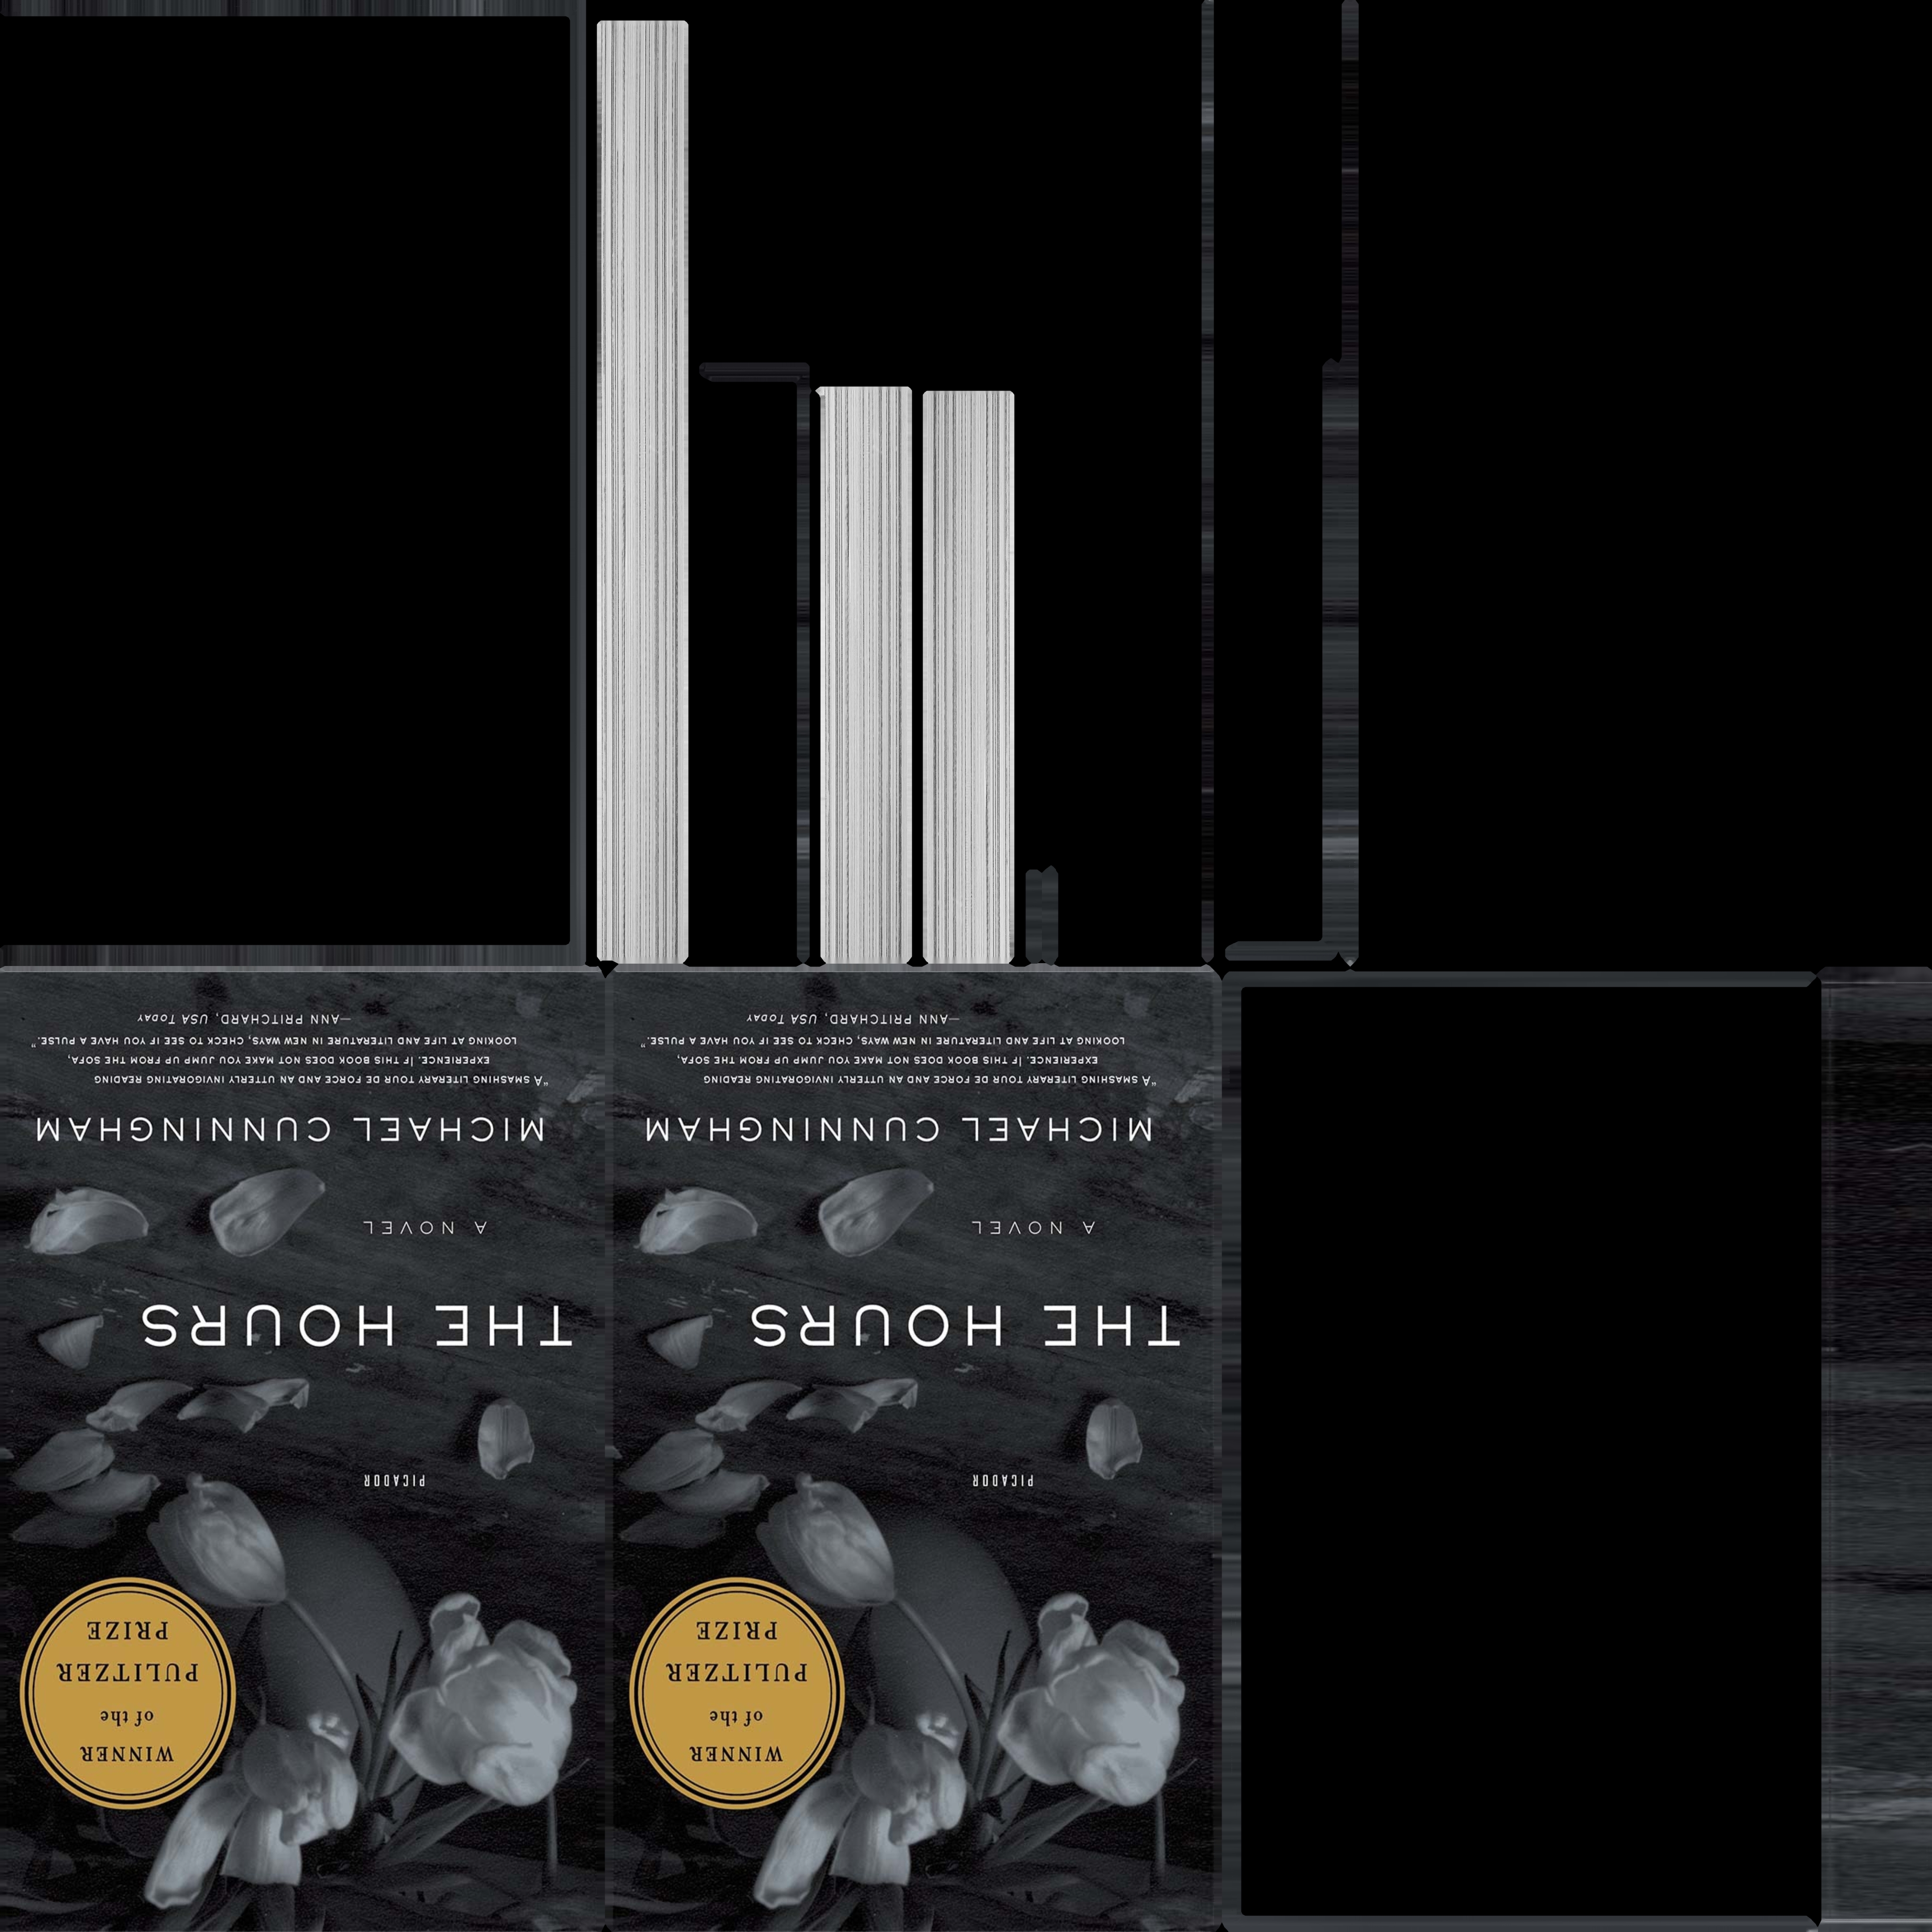 WINNER
of the
PULITZER
PRIZE
PICADOR
THE HOURS
A NOVEL
MICHAEL CUNNINGHAM
“A SMASHING LITERARY TOUR DE FORCE AND AN UTTERLY INVIGORATING READING
EXPERIENCE. IF THIS BOOK DOES NOT MAKE YOU JUMP UP FROM THE SOFA,
LOOKING AT LIFE AND LITERATURE IN NEW WAYS, CHECK TO SEE IF YOU HAVE A PULSE.”
—ANN PRITCHARD, USA TODAY
WINNER
of the
PULITZER
PRIZE
PICADOR
THE HOURS
A NOVEL
MICHAEL CUNNINGHAM
“A SMASHING LITERARY TOUR DE FORCE AND AN UTTERLY INVIGORATING READING
EXPERIENCE. IF THIS BOOK DOES NOT MAKE YOU JUMP UP FROM THE SOFA,
LOOKING AT LIFE AND LITERATURE IN NEW WAYS, CHECK TO SEE IF YOU HAVE A PULSE.”
—ANN PRITCHARD, USA TODAY